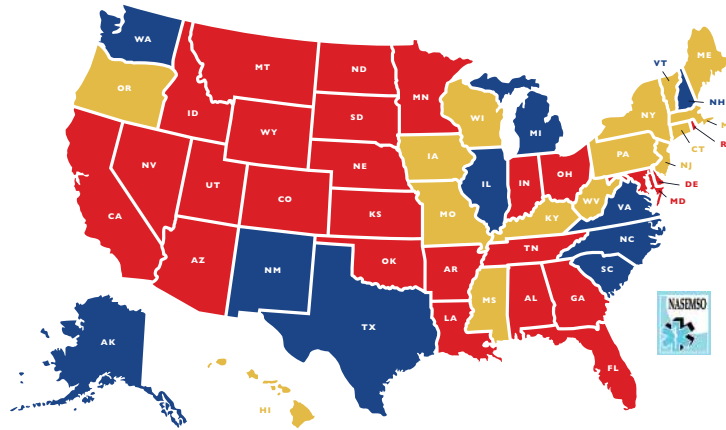 WA
MT
ND
MN
OR
ID
WY
SD
WI
MI
VT
ME
NH
NY
M
R
CT
NJ
PA
NV
UT
CO
NE
IA
IL
IN
OH
WV
DE
MD
VA
CA
AZ
NM
KS
MO
KY
NC
TN
SC
OK
AR
MS
AL
GA
TX
LA
FL
AK
HI
NASEMSO